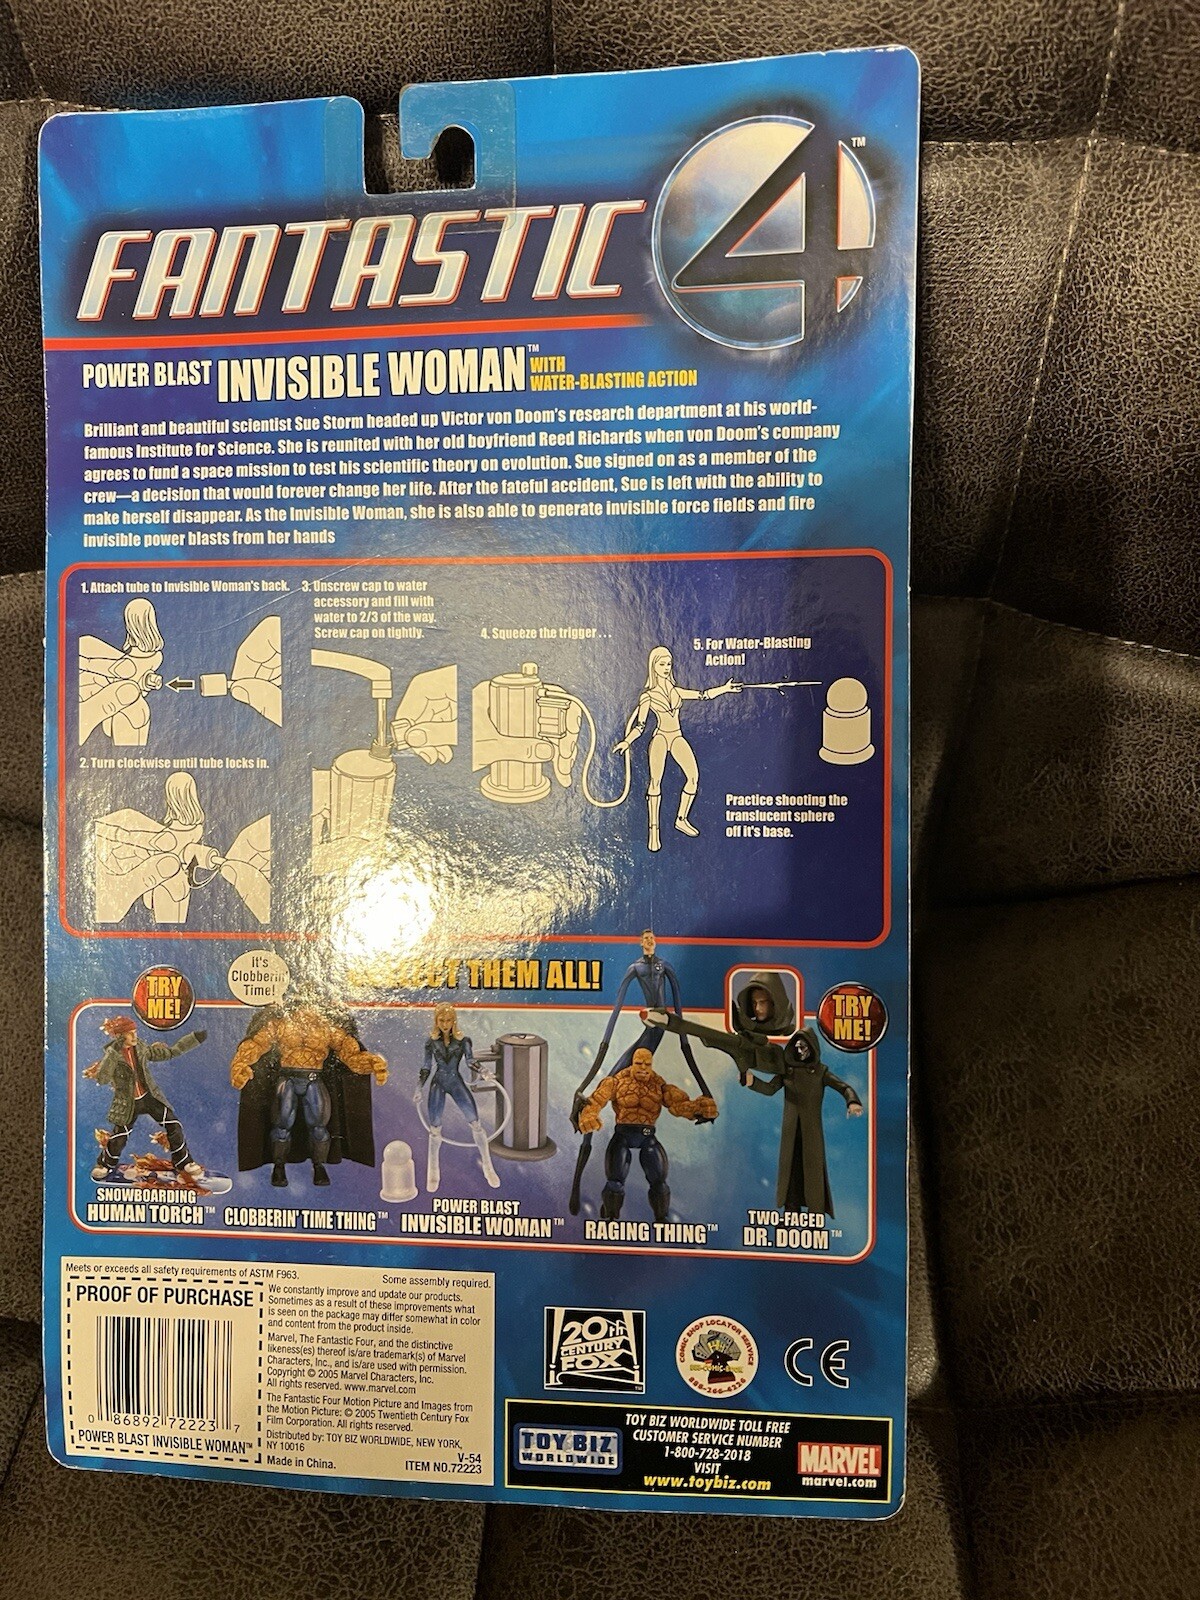 FANTASTIC 4™
POWER BLAST INVISIBLE WOMAN™ WITH
WATER-BLASTING ACTION
Brilliant and beautiful scientist Sue Storm headed up Victor von Doom's research department at his world-
famous Institute for Science. She is reunited with her old boyfriend Reed Richards when von Doom's company
agrees to fund a space mission to test his scientific theory on evolution. Sue signed on as a member of the
crew—a decision that would forever change her life. After the fateful accident, Sue is left with the ability to
make herself disappear. As the Invisible Woman, she is also able to generate invisible force fields and fire
invisible power blasts from her hands
1. Attach tube to Invisible Woman's back.
2. Turn clockwise until tube locks in.
3. Unscrew cap to water
accessory and fill with
water to 2/3 of the way.
Screw cap on tightly.
4. Squeeze the trigger...
5. For Water-Blasting
Action!
Practice shooting the
translucent sphere
off it's base.
THEM ALL!
TRY
ME!
It's
Clobberin'
Time!
TRY
ME!
SNOWBOARDING
HUMAN TORCH™
CLOBBERIN' TIME THING™
POWER BLAST
INVISIBLE WOMAN™
RAGING THING™
TWO-FACED
DR. DOOM™
Meets or exceeds all safety requirements of ASTM F963.
Some assembly required.
PROOF OF PURCHASE
0 86892 72223 7
POWER BLAST INVISIBLE WOMAN™
We constantly improve and update our products.
Sometimes as a result of these improvements what
is seen on the package may differ somewhat in color
and content from the product inside.
Marvel, The Fantastic Four, and the distinctive
likeness(es) thereof is/are trademark(s) of Marvel
Characters, Inc., and is/are used with permission.
Copyright © 2005 Marvel Characters, Inc.
All rights reserved. www.marvel.com
The Fantastic Four Motion Picture and Images from
the Motion Picture: © 2005 Twentieth Century Fox
Film Corporation. All rights reserved.
Distributed by: TOY BIZ WORLDWIDE, NEW YORK,
NY 10016
Made in China.
V-54
ITEM NO.72223
20TH
CENTURY
FOX
TM
COMIC SHOP LOCATOR SERVICE
888-266-4226
CE
TOY BIZ
WORLDWIDE
TOY BIZ WORLDWIDE TOLL FREE
CUSTOMER SERVICE NUMBER
1-800-728-2018
VISIT
www.toybiz.com
MARVEL
marvel.com